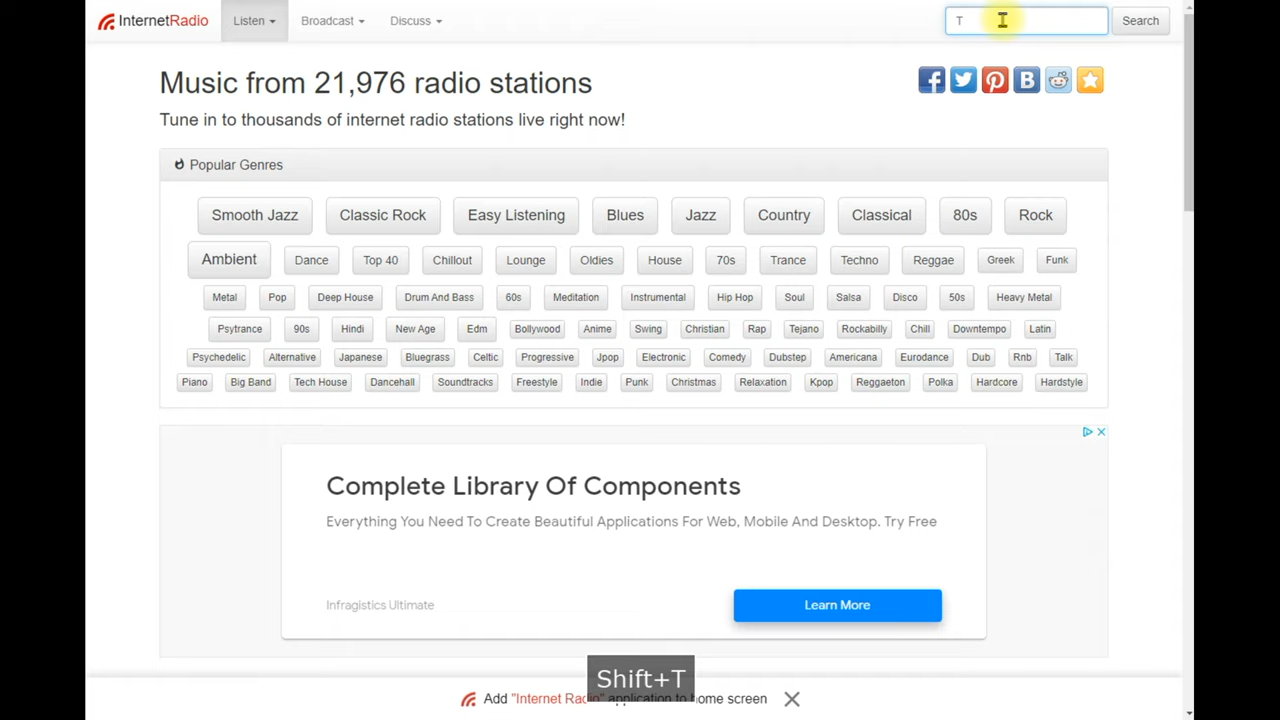 InternetRadio Listen Broadcast Discuss T Search
Music from 21,976 radio stations
Tune in to thousands of internet radio stations live right now!
Popular Genres
Smooth Jazz Classic Rock Easy Listening Blues Jazz Country Classical 80s Rock
Ambient Dance Top 40 Chillout Lounge Oldies House 70s Trance Techno Reggae Greek Funk
Metal Pop Deep House Drum And Bass 60s Meditation Instrumental Hip Hop Soul Salsa Disco 50s Heavy Metal
Psytrance 90s Hindi New Age Edm Bollywood Anime Swing Christian Rap Tejano Rockabilly Chill Downtempo Latin
Psychedelic Alternative Japanese Bluegrass Celtic Progressive Jpop Electronic Comedy Dubstep Americana Eurodance Dub Rnb Talk
Piano Big Band Tech House Dancehall Soundtracks Freestyle Indie Punk Christmas Relaxation Kpop Reggaeton Polka Hardcore Hardstyle
Complete Library Of Components
Everything You Need To Create Beautiful Applications For Web, Mobile And Desktop. Try Free
Infragistics Ultimate Learn More
Shift+T
Add "Internet Radio" application to home screen